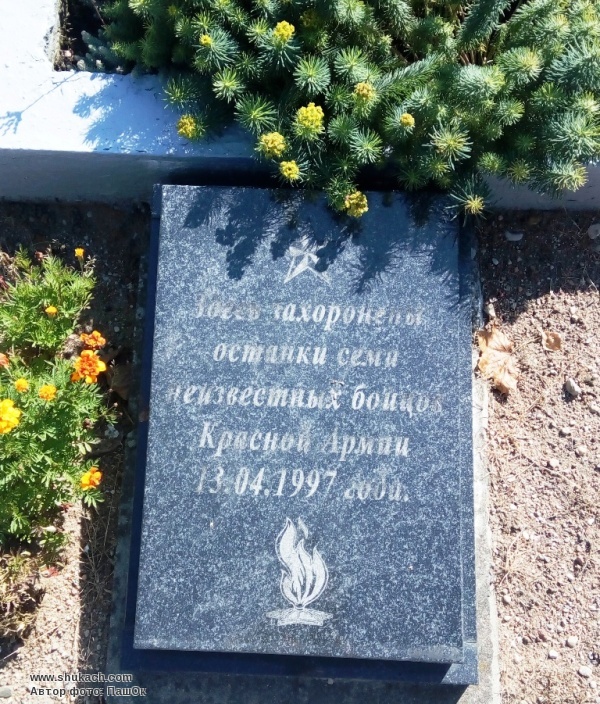 Здесь захоронены
останки семи
неизвестных бойцов
Красной Армии
13.04.1997 года.
www.shukach.com
Автор фото: ПашОк